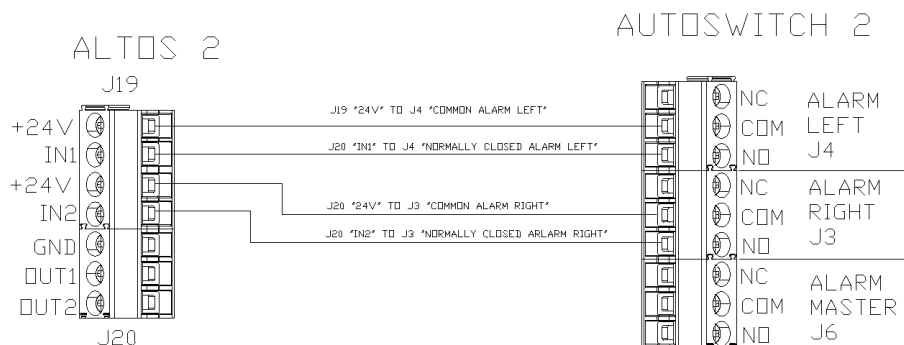 AUTOSWITCH 2
ALTOS 2
J19
+24V
IN1
+24V
IN2
GND
OUT1
OUT2
J20
J19 "24V" TO J4 "COMMON ALARM LEFT"
J20 "IN1" TO J4 "NORMALLY CLOSED ALARM LEFT"
J20 "24V" TO J3 "COMMON ALARM RIGHT"
J20 "IN2" TO J3 "NORMALLY CLOSED ARLARM RIGHT"
NC
COM
NO
ALARM
LEFT
J4
NC
COM
NO
ALARM
RIGHT
J3
NC
COM
NO
ALARM
MASTER
J6